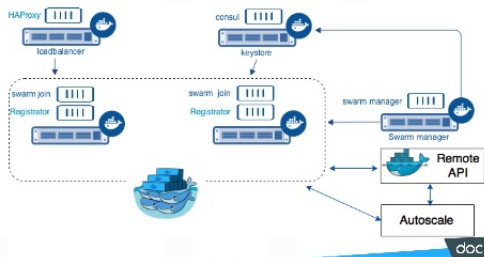 HAProxy
loadbalancer
consul
keystore
swarm join
Registrator
swarm join
Registrator
swarm manager
Swarm manager
Remote
API
Autoscale
doc